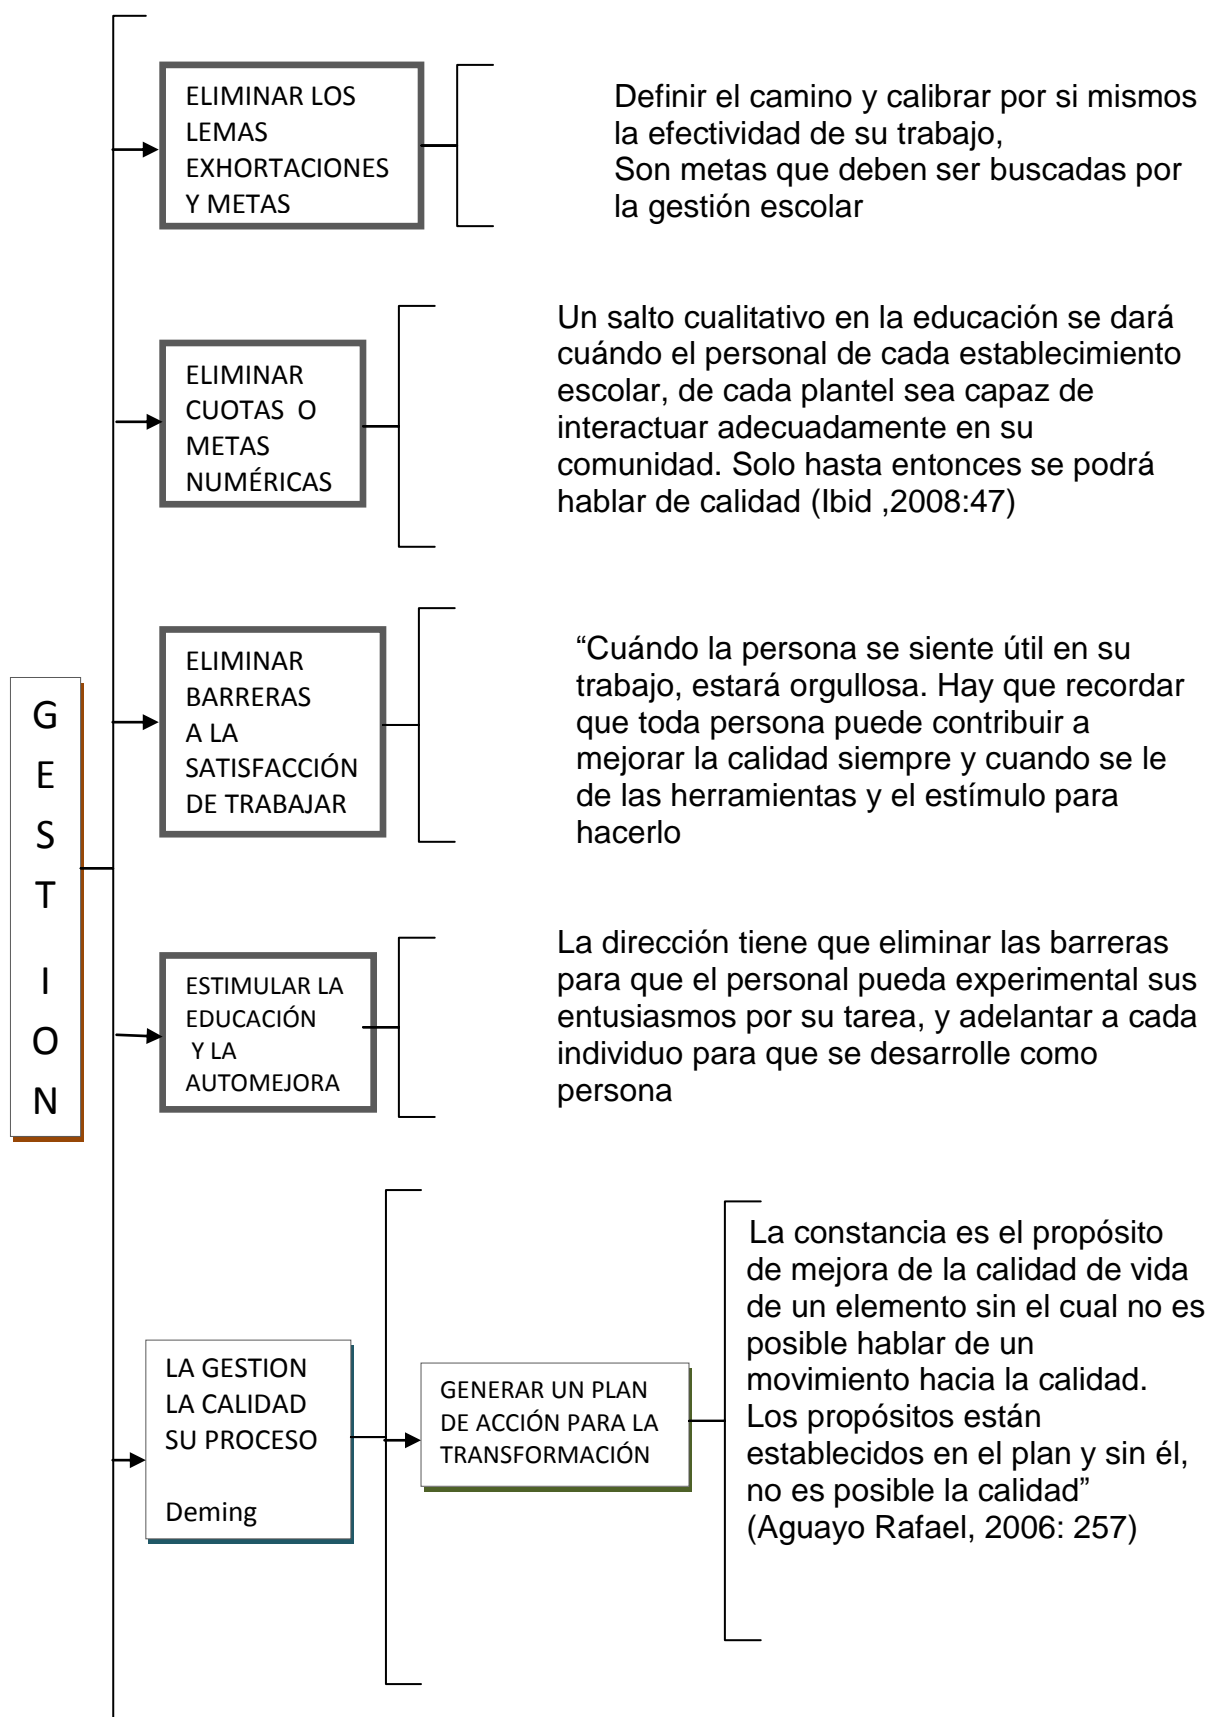 ELIMINAR LOS
LEMAS
EXHORTACIONES
Y METAS
Definir el camino y calibrar por si mismos
la efectividad de su trabajo,
Son metas que deben ser buscadas por
la gestión escolar
ELIMINAR
CUOTAS O
METAS
NUMÉRICAS
Un salto cualitativo en la educación se dará
cuándo el personal de cada establecimiento
escolar, de cada plantel sea capaz de
interactuar adecuadamente en su
comunidad. Solo hasta entonces se podrá
hablar de calidad (Ibid ,2008:47)
ELIMINAR
BARRERAS
A LA
SATISFACCIÓN
DE TRABAJAR
“Cuándo la persona se siente útil en su
trabajo, estará orgullosa. Hay que recordar
que toda persona puede contribuir a
mejorar la calidad siempre y cuando se le
de las herramientas y el estímulo para
hacerlo
G
E
S
T
I
O
N
ESTIMULAR LA
EDUCACIÓN
Y LA
AUTOMEJORA
La dirección tiene que eliminar las barreras
para que el personal pueda experimental sus
entusiasmos por su tarea, y adelantar a cada
individuo para que se desarrolle como
persona
LA GESTION
LA CALIDAD
SU PROCESO
Deming
GENERAR UN PLAN
DE ACCIÓN PARA LA
TRANSFORMACIÓN
La constancia es el propósito
de mejora de la calidad de vida
de un elemento sin el cual no es
posible hablar de un
movimiento hacia la calidad.
Los propósitos están
establecidos en el plan y sin él,
no es posible la calidad”
(Aguayo Rafael, 2006: 257)